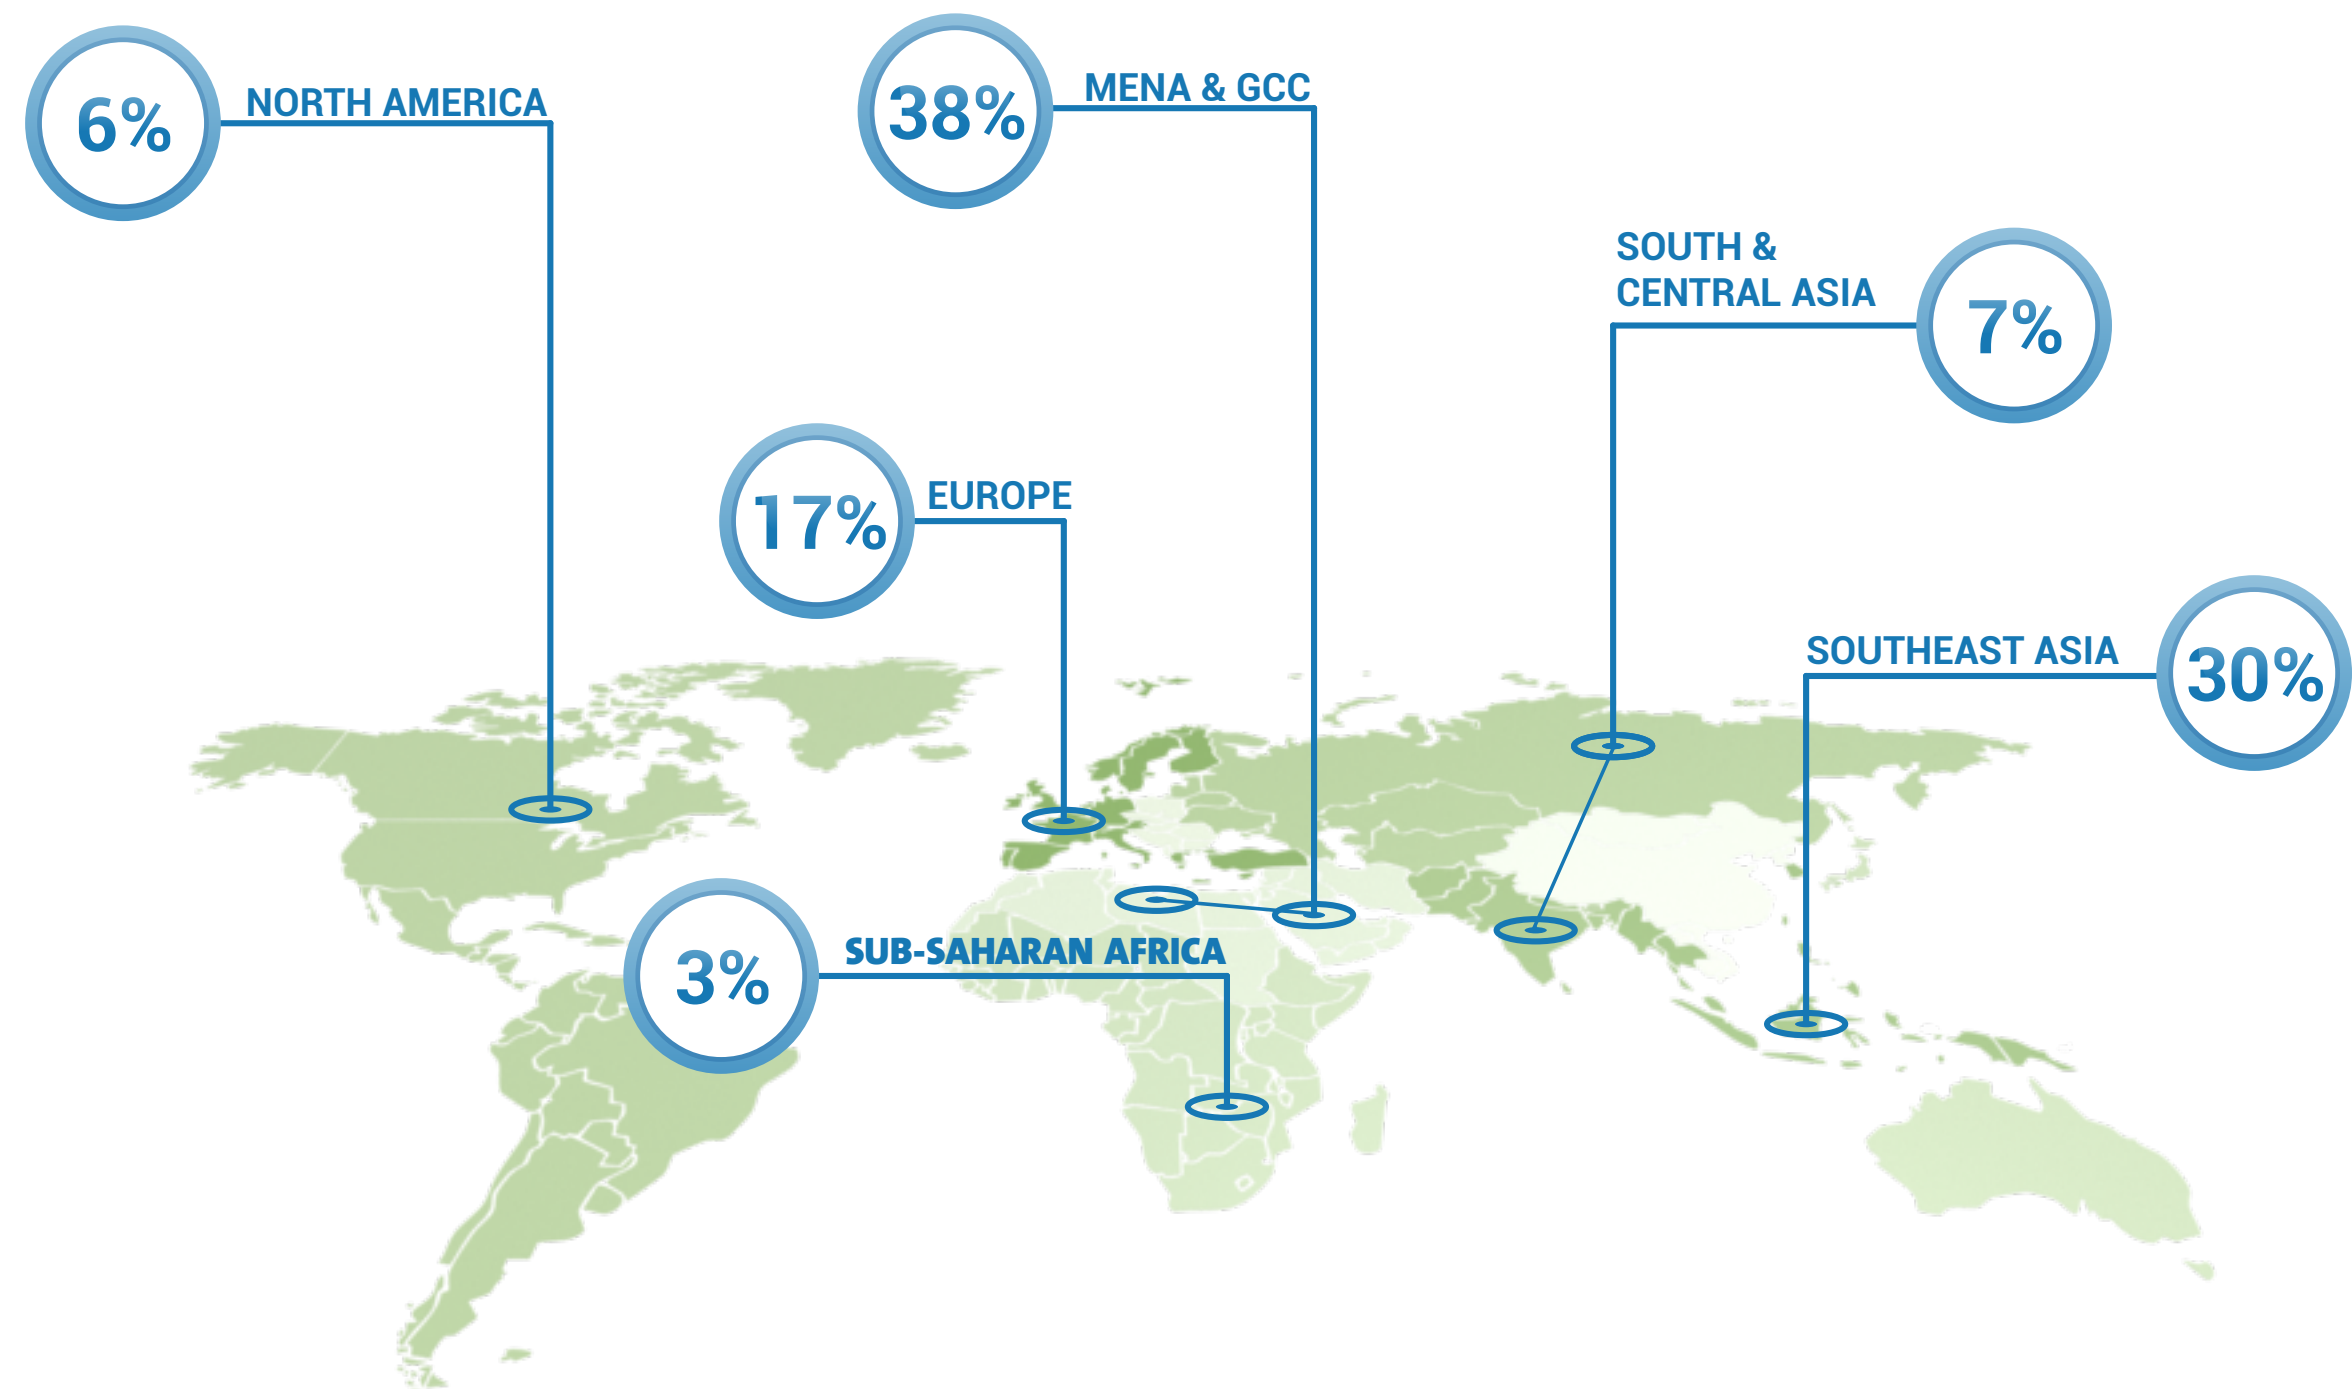 6%
NORTH AMERICA
38%
MENA & GCC
SOUTH &
CENTRAL ASIA
7%
17%
EUROPE
SOUTHEAST ASIA
30%
3%
SUB-SAHARAN AFRICA